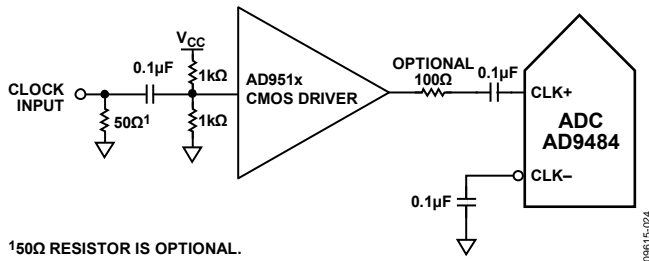 VCC
0.1µF
1kΩ
CLOCK
INPUT
50Ω1
1kΩ
AD951x
CMOS DRIVER
OPTIONAL
100Ω
0.1µF
CLK+
ADC
AD9484
CLK–
0.1µF
150Ω RESISTOR IS OPTIONAL.
09615-024